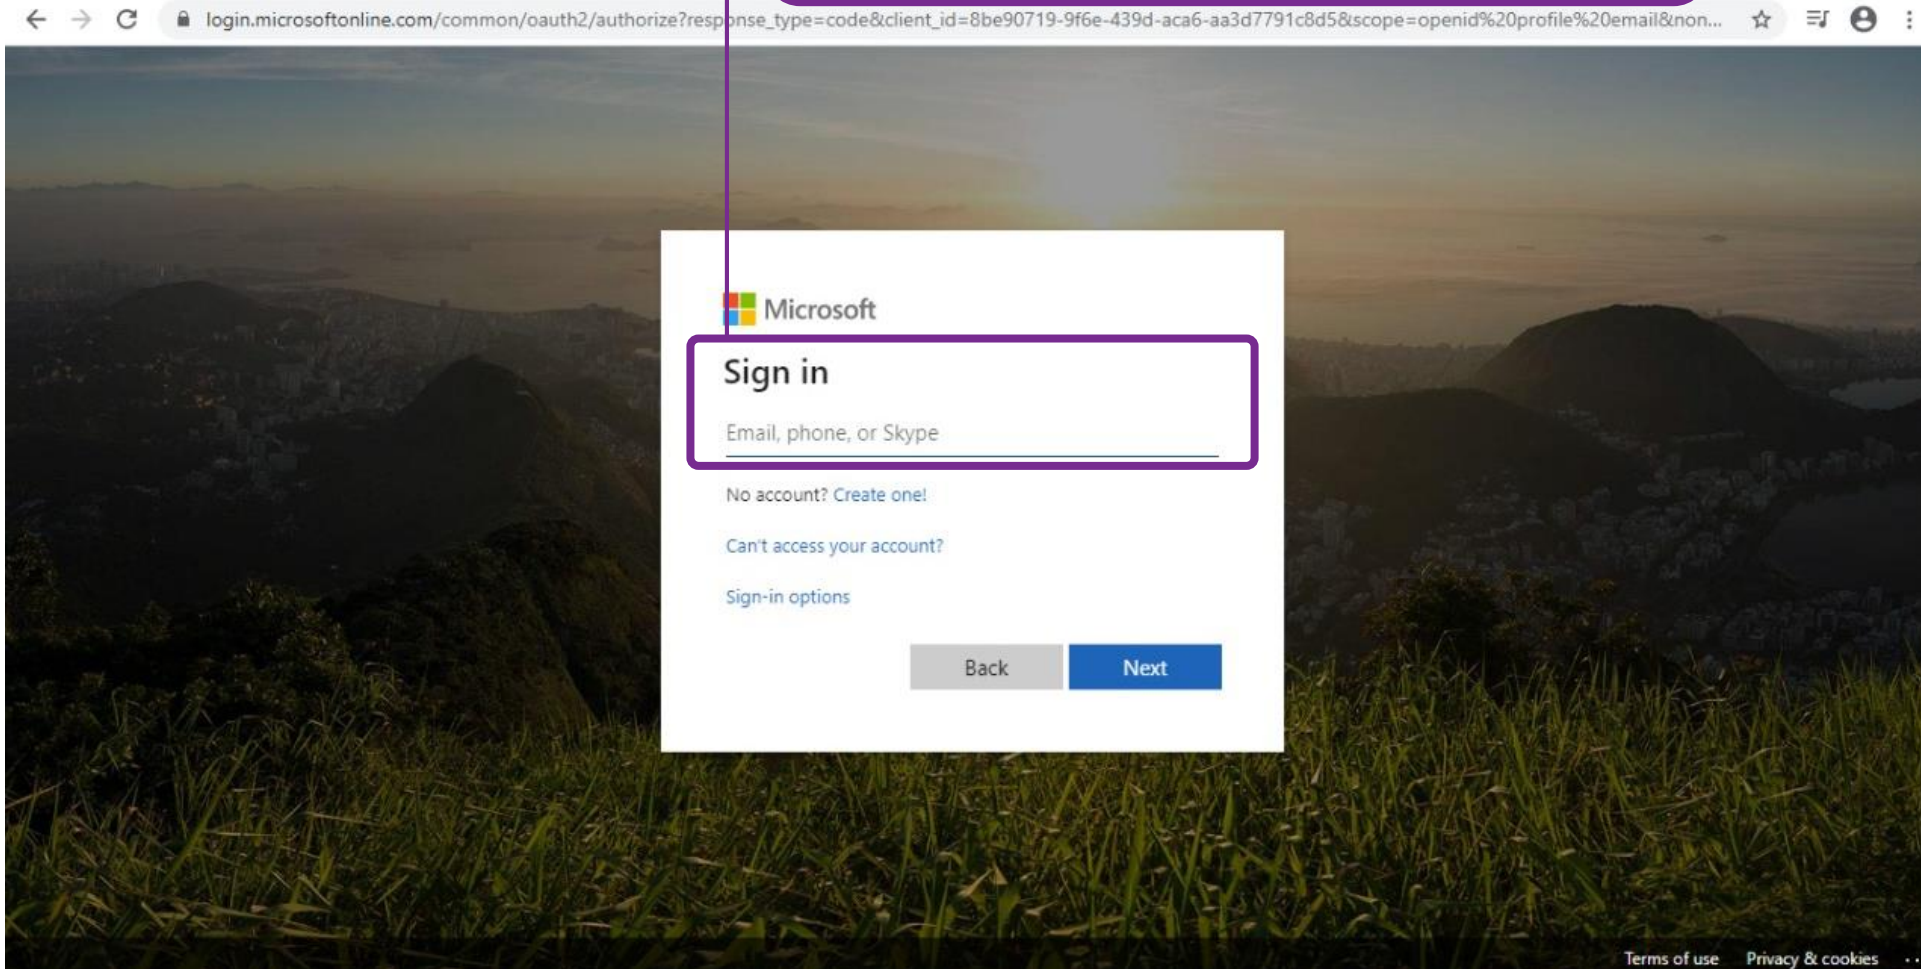 login.microsoftonline.com/common/oauth2/authorize?response_type=code&client_id=8be90719-9f6e-439d-aca6-aa3d7791c8d5&scope=openid%20profile%20email&non...
Microsoft
Sign in
Email, phone, or Skype
No account? Create one!
Can't access your account?
Sign-in options
Back Next
Terms of use Privacy & cookies ..